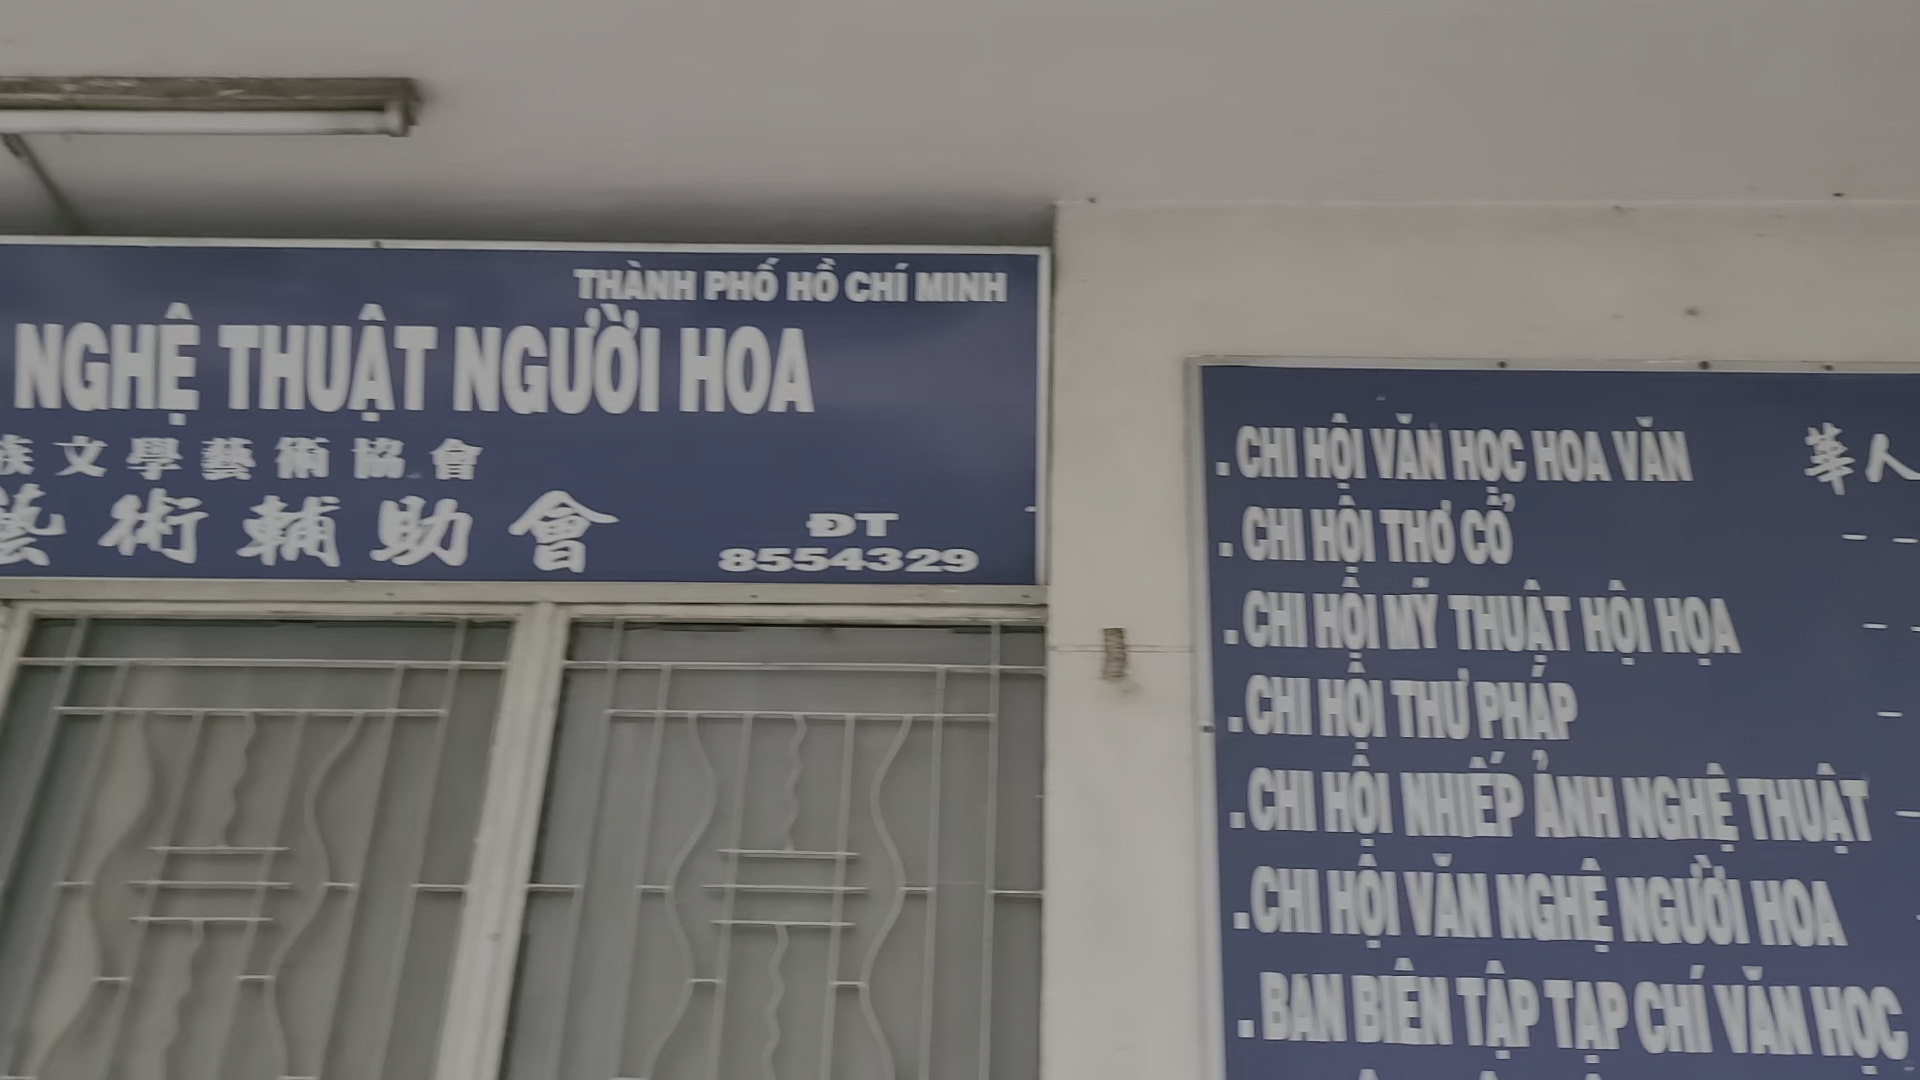 THÀNH PHỐ HỒ CHÍ MINH
NGHỆ THUẬT NGƯỜI HOA
族文學藝術協會
藝術輔助會
ĐT
8554329
. CHI HỘI VĂN HỌC HOA VĂN 華人
. CHI HỘI THƠ CỔ - -
. CHI HỘI MỸ THUẬT HỘI HỌA - -
. CHI HỘI THƯ PHÁP -
. CHI HỘI NHIẾP ẢNH NGHỆ THUẬT -
. CHI HỘI VĂN NGHỆ NGƯỜI HOA
. BAN BIÊN TẬP TẠP CHÍ VĂN HỌC